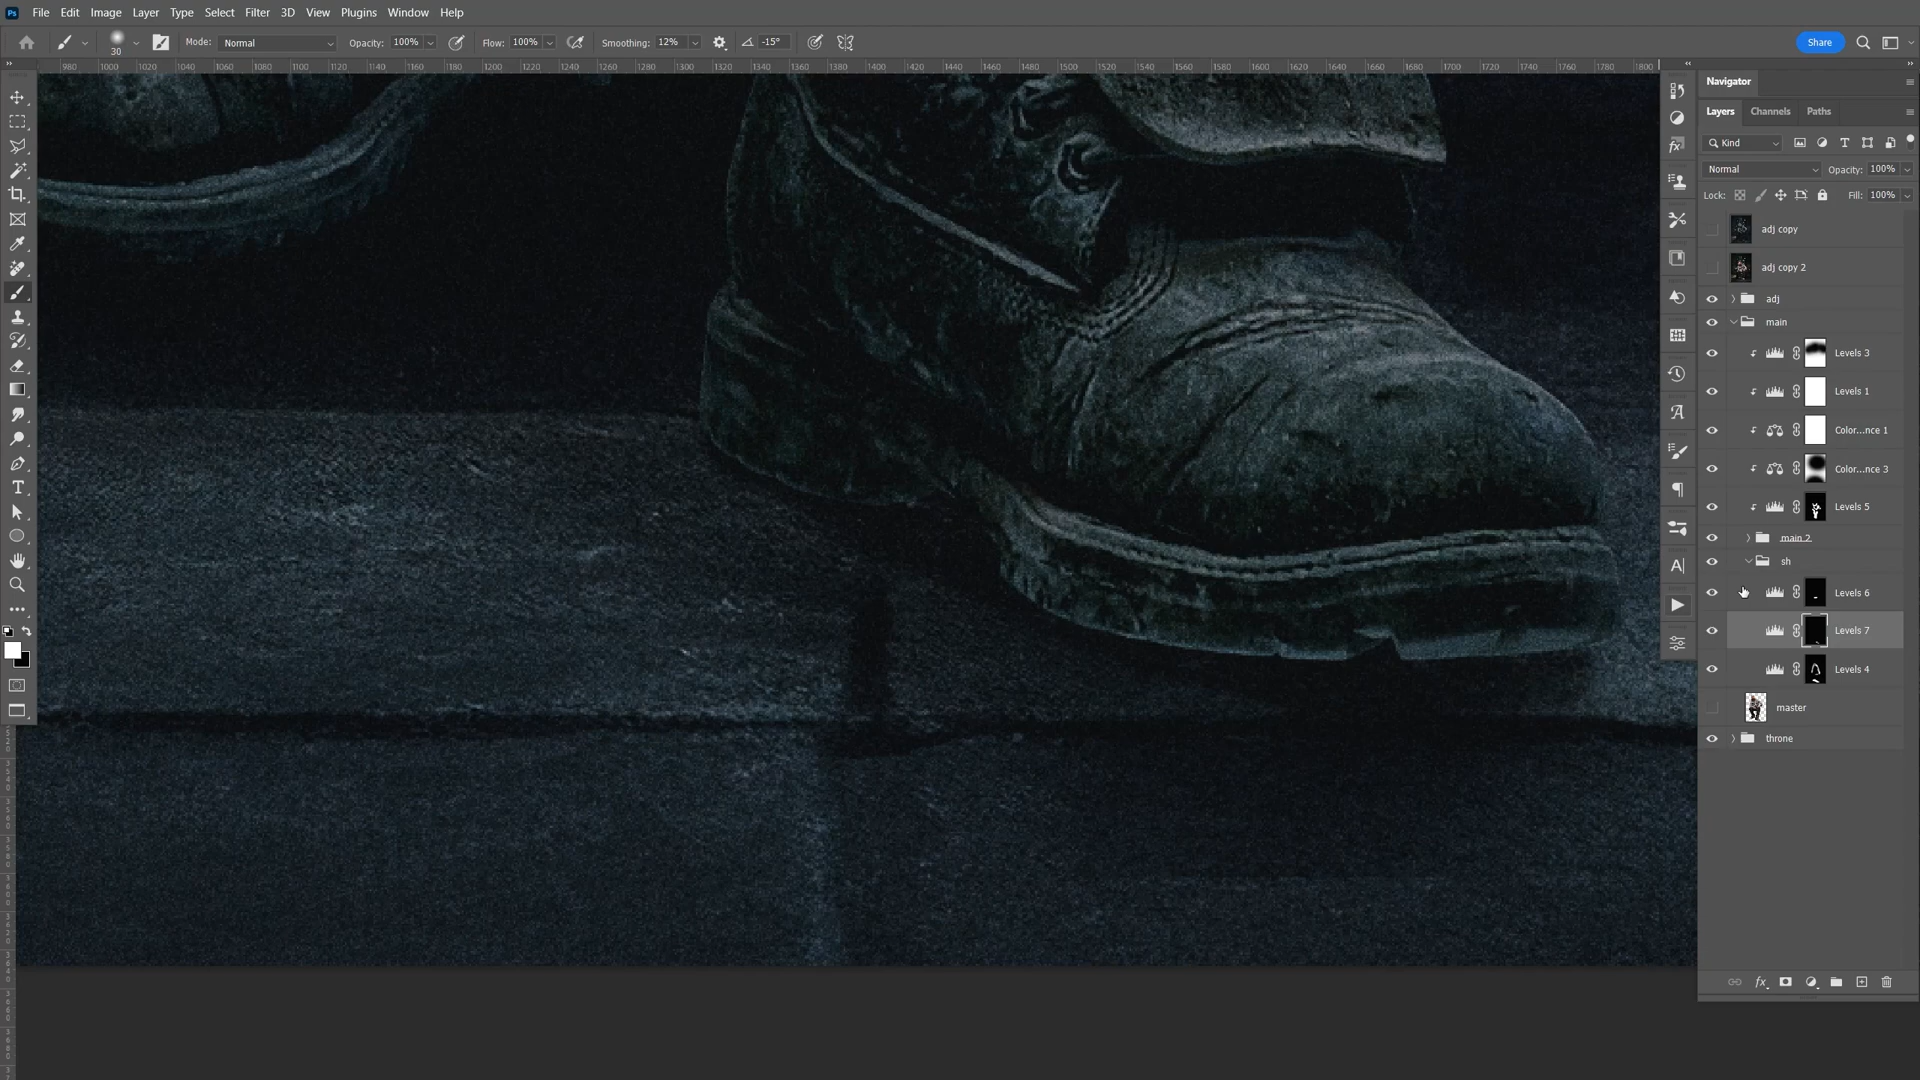 Ps File Edit Image Layer Type Select Filter 3D View Plugins Window Help
30 Mode: Normal Opacity: 100% Flow: 100% Smoothing: 12% -15° Share
980 1000 1020 1040 1060 1080 1100 1120 1140 1160 1180 1200 1220 1240 1260 1280 1300 1320 1340 1360 1380 1400 1420 1440 1460 1480 1500 1520 1540 1560 1580 1600 1620 1640 1660 1680 1700 1720 1740 1760 1780 1800
Navigator
Layers Channels Paths
Kind
Normal Opacity: 100%
Lock: Fill: 100%
adj copy
adj copy 2
adj
main
Levels 3
Levels 1
Color...nce 1
Color...nce 3
Levels 5
main 2
sh
Levels 6
Levels 7
Levels 4
master
throne